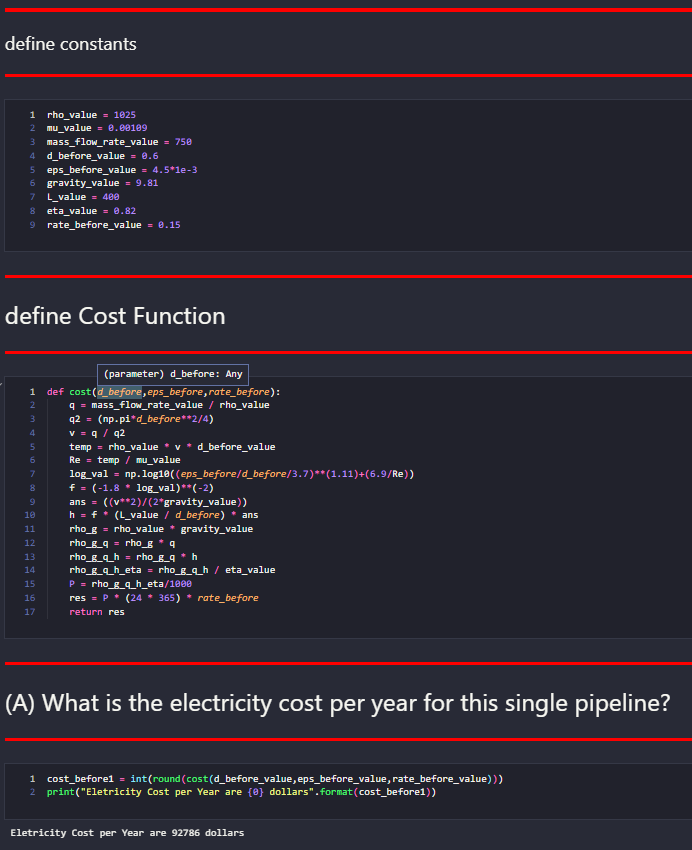 define constants
1 rho_value = 1025
2 mu_value = 0.00109
3 mass_flow_rate_value = 750
4 d_before_value = 0.6
5 eps_before_value = 4.5*1e-3
6 gravity_value = 9.81
7 L_value = 400
8 eta_value = 0.82
9 rate_before_value = 0.15
define Cost Function
(parameter) d_before: Any
1 def cost(d_before,eps_before,rate_before):
2 q = mass_flow_rate_value / rho_value
3 q2 = (np.pi*d_before**2/4)
4 v = q / q2
5 temp = rho_value * v * d_before_value
6 Re = temp / mu_value
7 log_val = np.log10((eps_before/d_before/3.7)**(1.11)+(6.9/Re))
8 f = (-1.8 * log_val)**(-2)
9 ans = ((v**2)/(2*gravity_value))
10 h = f * (L_value / d_before) * ans
11 rho_g = rho_value * gravity_value
12 rho_g_q = rho_g * q
13 rho_g_q_h = rho_g_q * h
14 rho_g_q_h_eta = rho_g_q_h / eta_value
15 P = rho_g_q_h_eta/1000
16 res = P * (24 * 365) * rate_before
17 return res
(A) What is the electricity cost per year for this single pipeline?
1 cost_before1 = int(round(cost(d_before_value,eps_before_value,rate_before_value)))
2 print("Eletricity Cost per Year are {0} dollars".format(cost_before1))
Eletricity Cost per Year are 92786 dollars